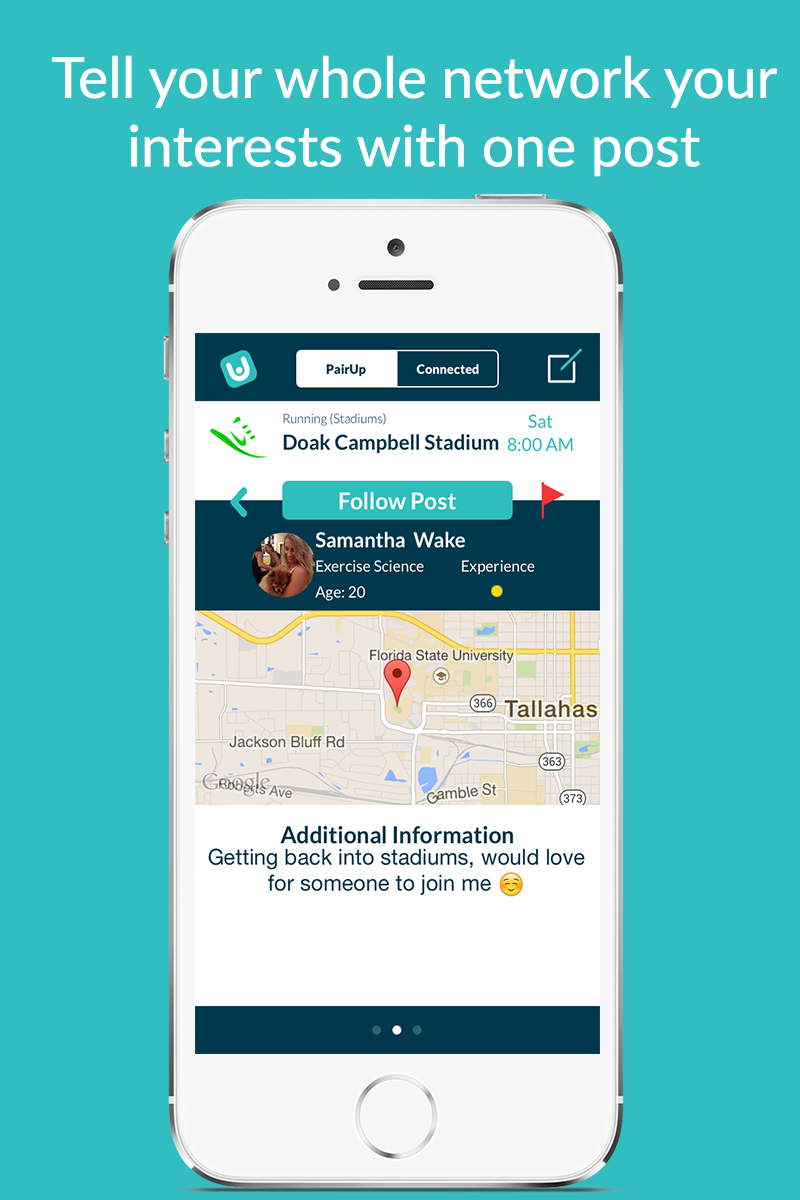 Tell your whole network your
interests with one post
PairUp
Connected
Running (Stadiums)
Doak Campbell Stadium
Sat
8:00 AM
Follow Post
Samantha Wake
Exercise Science
Experience
Age: 20
Florida State University
366
Tallahas
Jackson Bluff Rd
363
Google
Roberts Ave
Gamble St
373
Additional Information
Getting back into stadiums, would love
for someone to join me ☺️